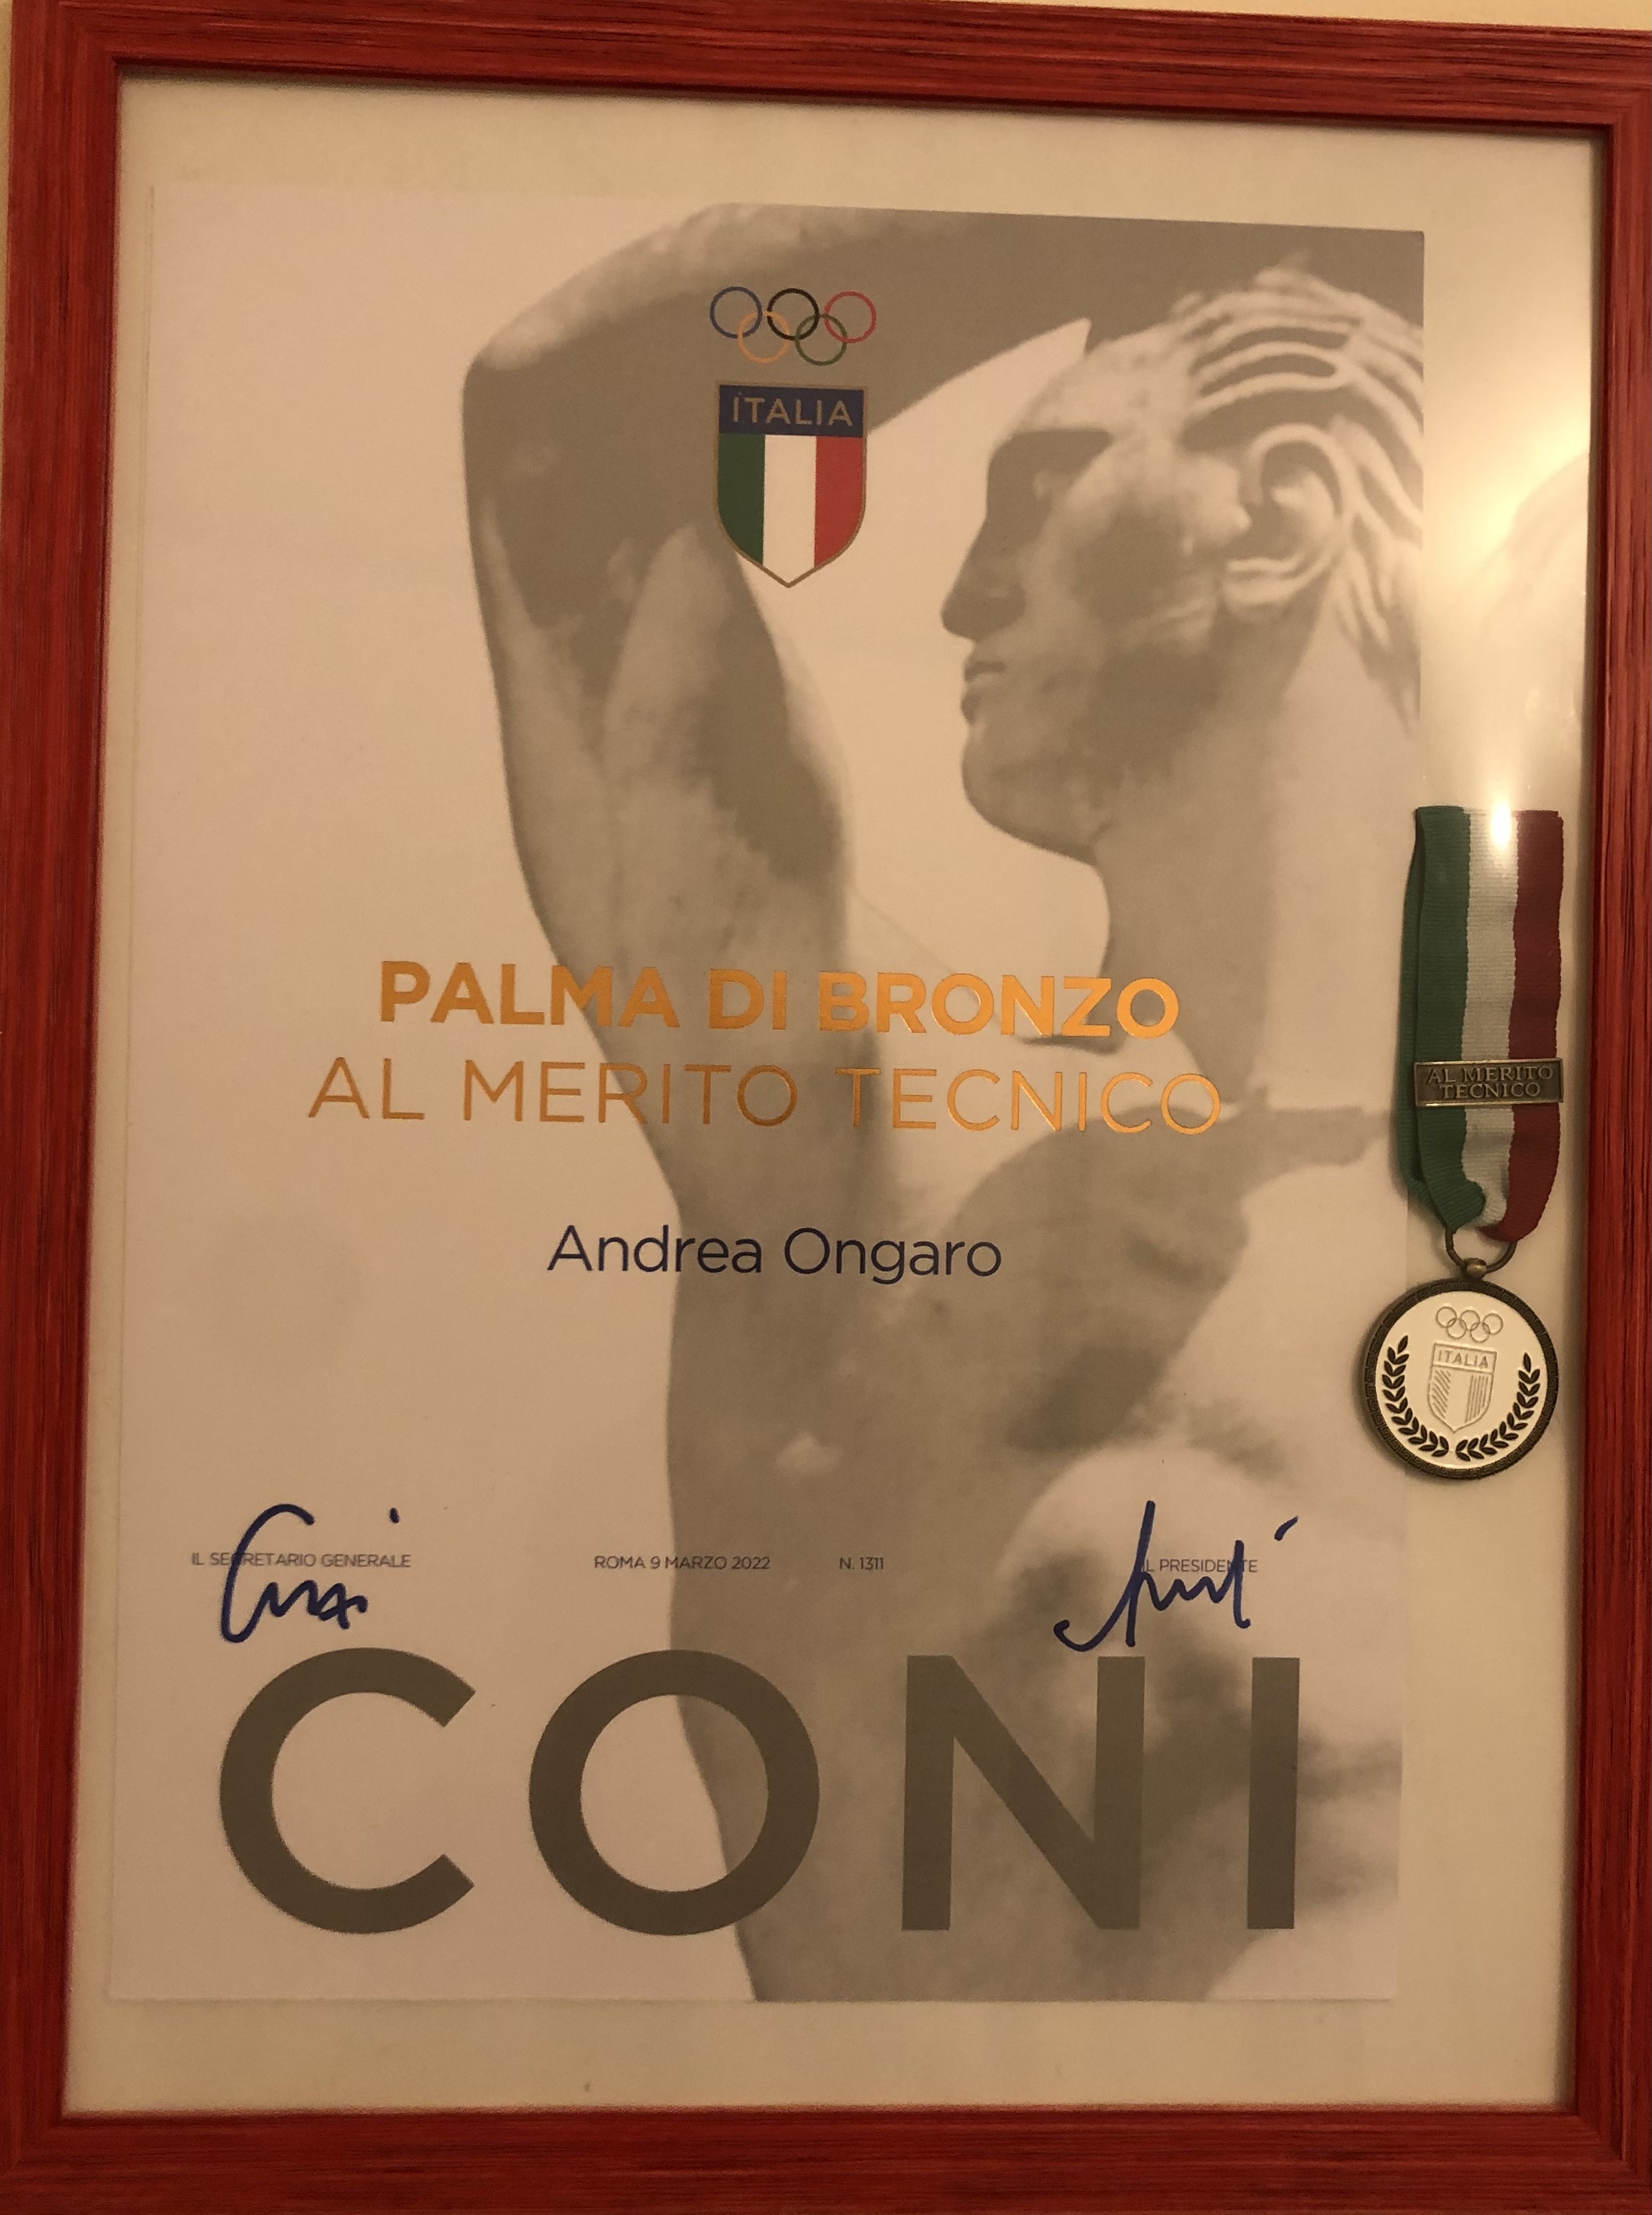 ITALIA
PALMA DI BRONZO
AL MERITO TECNICO
Andrea Ongaro
AL MERITO
TECNICO
ITALIA
IL SEGRETARIO GENERALE
ROMA 9 MARZO 2022
N. 1311
IL PRESIDENTE
CONI